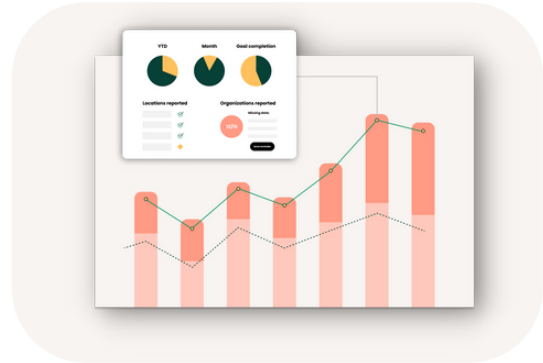 YTD
Month
Goal completion
Locations reported
Organizations reported
Missing data: